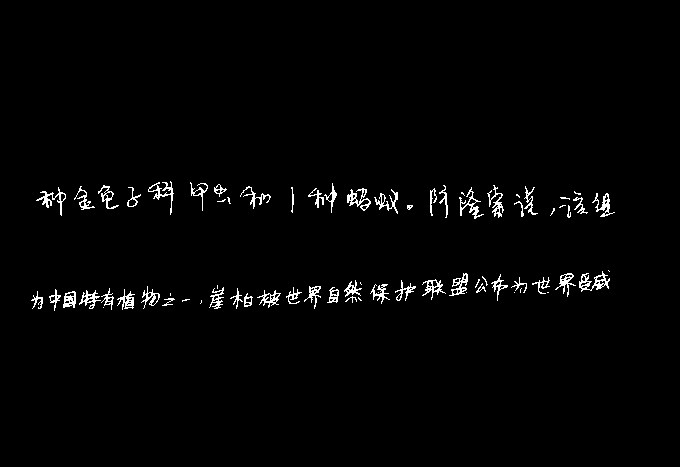 种金龟子科甲虫和1种蚂蚁。阿隆索说,该组
为中国特有植物之一,崖柏被世界自然保护联盟公布为世界受威